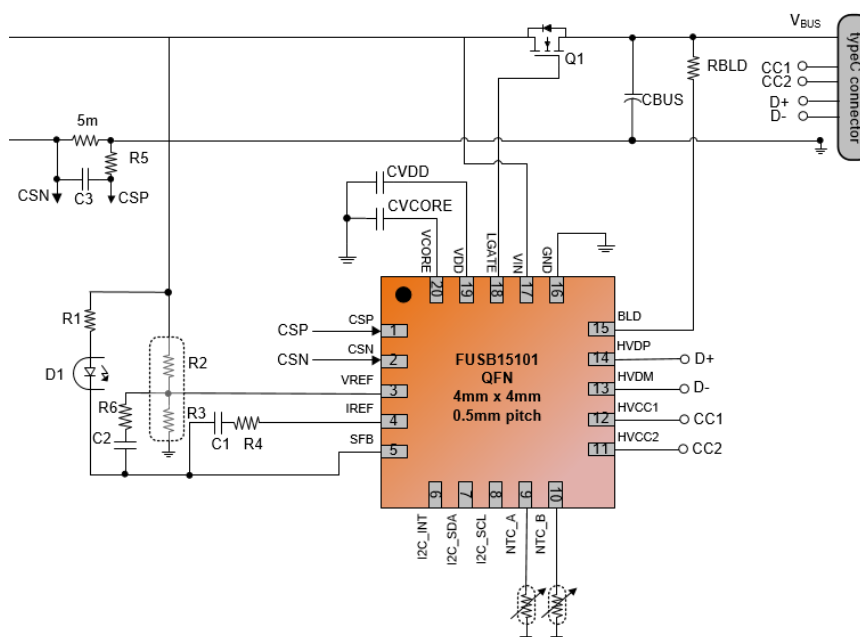 VBUS
typeC connector
Q1
RBLD
CC1
CC2
CBUS
D+
D-
5m
R5
CSN
C3
CSP
CVDD
CVCORE
VCORE
VDD
LGATE
VIN
GND
20
19
18
17
16
R1
BLD
CSP
CSP
1
15
HVDP
D1
R2
CSN
CSN
2
FUSB15101
QFN
4mm x 4mm
0.5mm pitch
14
D+
HVDM
VREF
3
13
D-
R6
R3
IREF
HVCC1
4
12
CC1
C2
C1
R4
SFB
HVCC2
5
11
CC2
6
7
8
9
10
I2C_INT
I2C_SDA
I2C_SCL
NTC_A
NTC_B